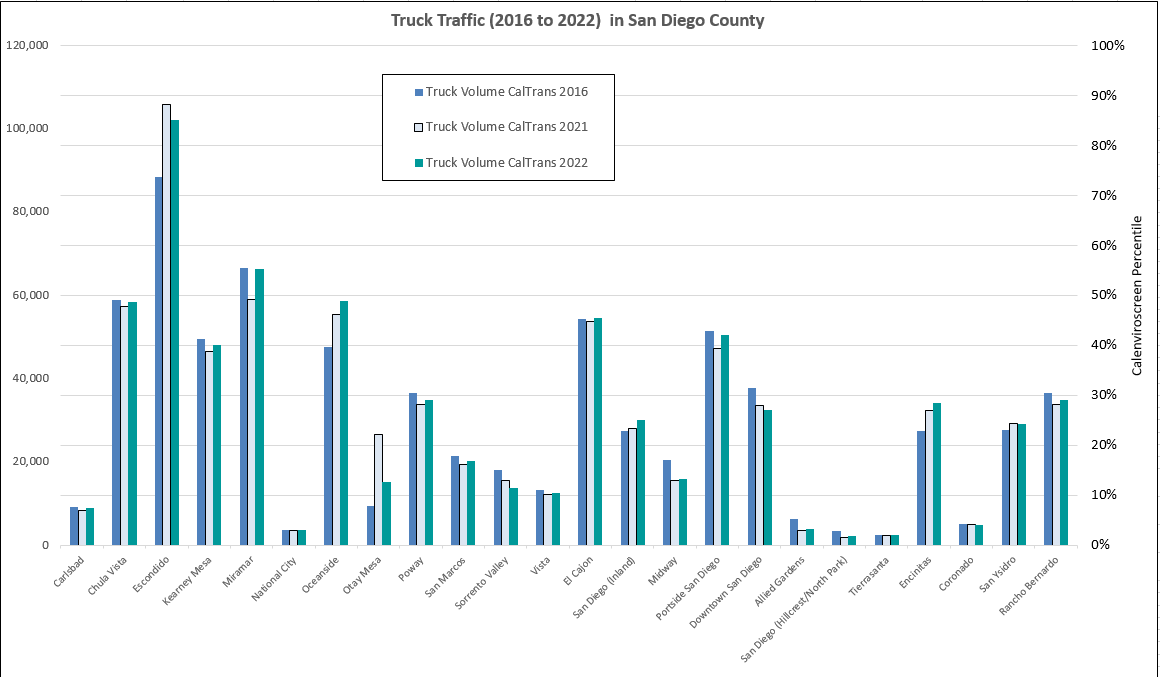 Truck Traffic (2016 to 2022)  in San Diego County
120,000
100,000
80,000
60,000
40,000
20,000
0
Truck Volume CalTrans 2016
Truck Volume CalTrans 2021
Truck Volume CalTrans 2022
100%
90%
80%
70%
60%
50%
40%
30%
20%
10%
0%
Calenviroscreen Percentile
Carlsbad
Chula Vista
Escondido
Kearney Mesa
Miramar
National City
Oceanside
Otay Mesa
Poway
San Marcos
Sorrento Valley
Vista
El Cajon
San Diego (Inland)
Midway
Portside San Diego
Downtown San Diego
Allied Gardens
San Diego (Hillcrest/North Park)
Tierrasanta
Encinitas
Coronado
San Ysidro
Rancho Bernardo